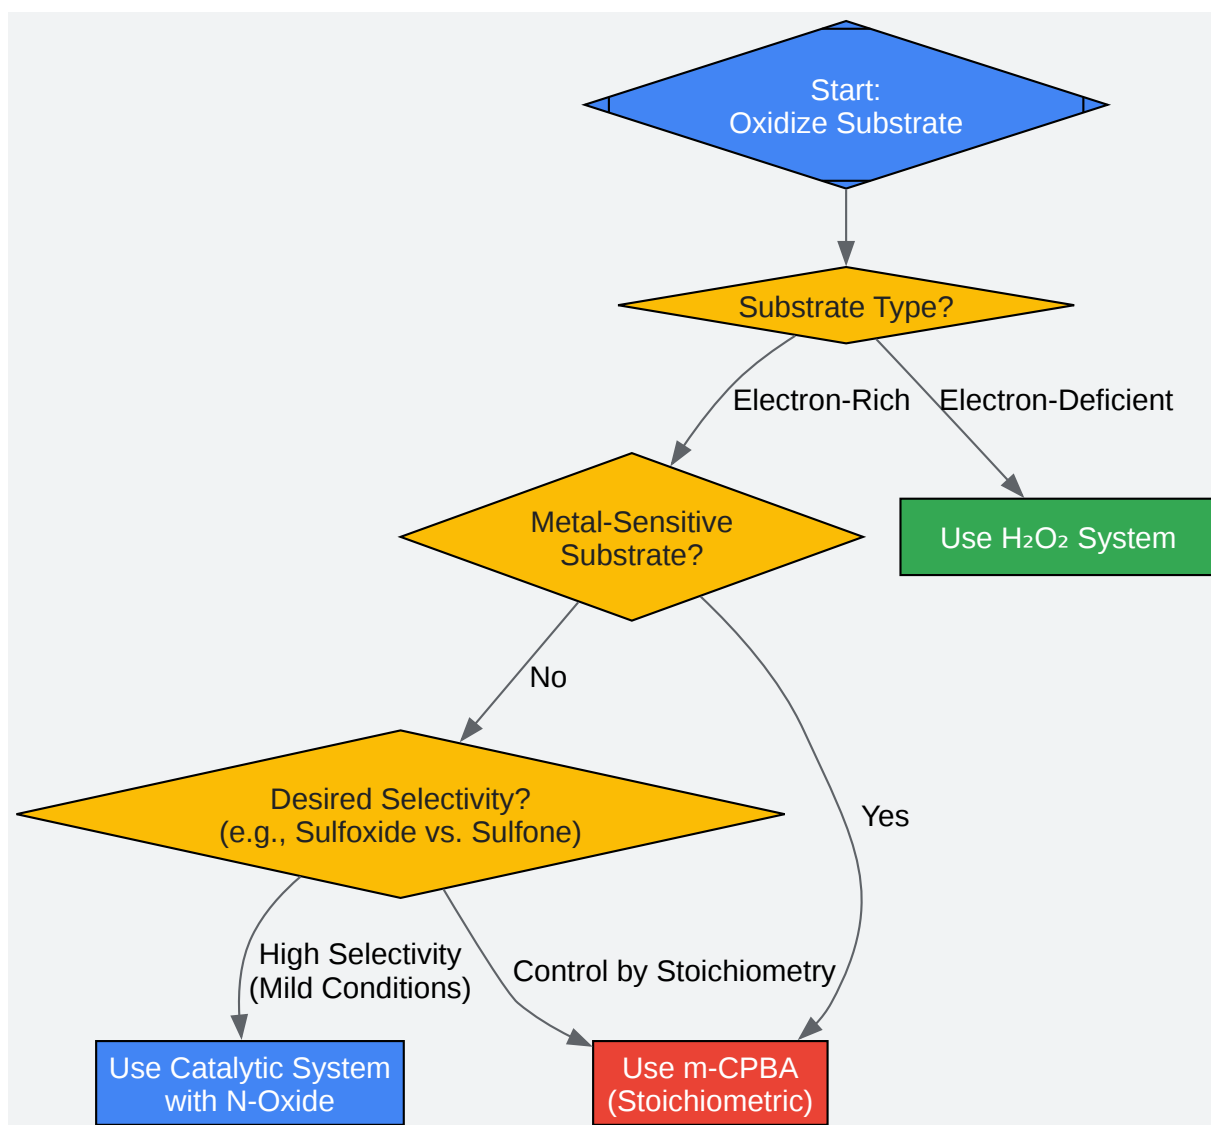 Start:
Oxidize Substrate
Substrate Type?
Electron-Rich
Electron-Deficient
Metal-Sensitive
Substrate?
Use H₂O₂ System
No
Desired Selectivity?
(e.g., Sulfoxide vs. Sulfone)
Yes
High Selectivity
(Mild Conditions)
Control by Stoichiometry
Use Catalytic System
with N-Oxide
Use m-CPBA
(Stoichiometric)